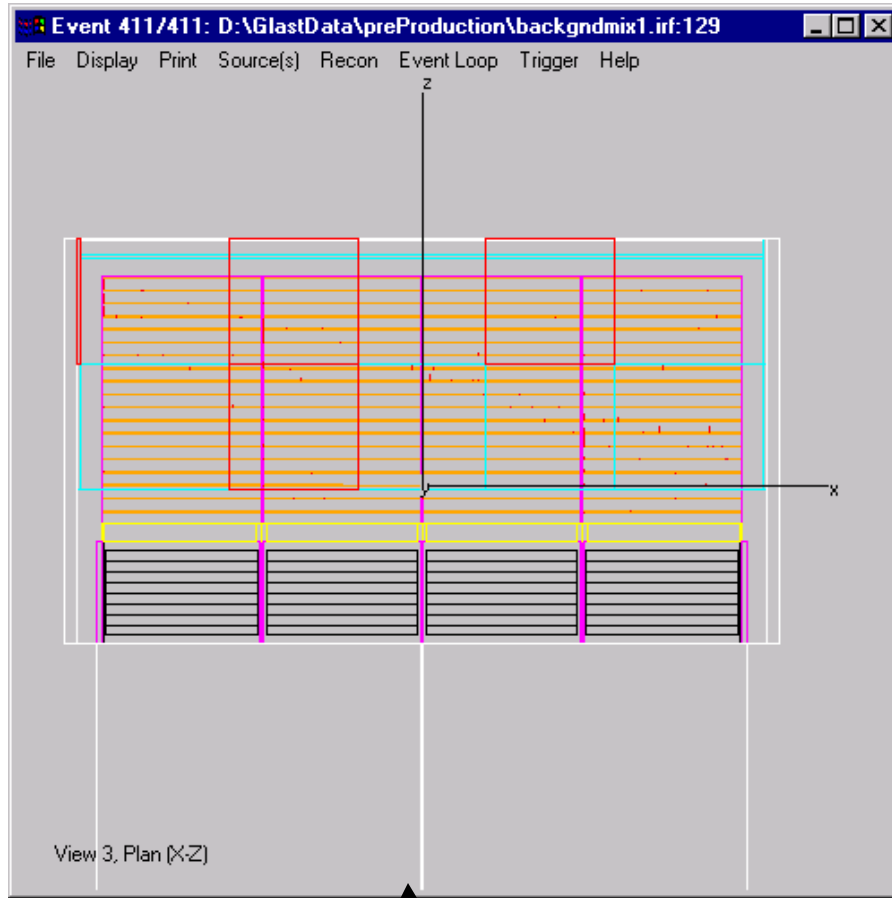 Event 411/411: D:\GlastData\preProduction\backgndmix1.irf:129
File Display Print Source(s) Recon Event Loop Trigger Help
z
x
View 3, Plan (X-Z)